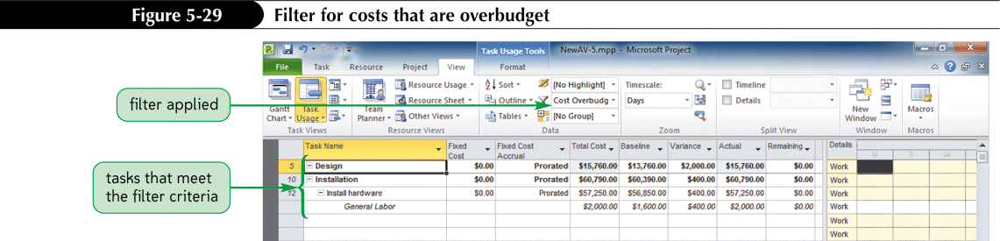 Figure 5-29 Filter for costs that are overbudget
Task Usage Tools NewAV-5.mpp - Microsoft Project
File Task Resource Project View Format
filter applied
Gantt Chart Task Usage Team Planner Resource Usage Sort [No Highlight] Timescale: Timeline New Window Macros
Resource Sheet Outline Cost Overbudg Days Details
Other Views Tables [No Group]
Task Views Resource Views Data Zoom Split View Window Macros
Task Name Fixed Cost Fixed Cost Accrual Total Cost Baseline Variance Actual Remaining Details
5 Design $0.00 Prorated $15,760.00 $13,760.00 $2,000.00 $15,760.00 $0.00 Work
tasks that meet
the filter criteria
10 Installation $0.00 Prorated $60,790.00 $60,390.00 $400.00 $60,790.00 $0.00 Work
12 Install hardware $0.00 Prorated $57,250.00 $56,850.00 $400.00 $57,250.00 $0.00 Work
General Labor $2,000.00 $1,600.00 $400.00 $2,000.00 $0.00 Work
Work
Work